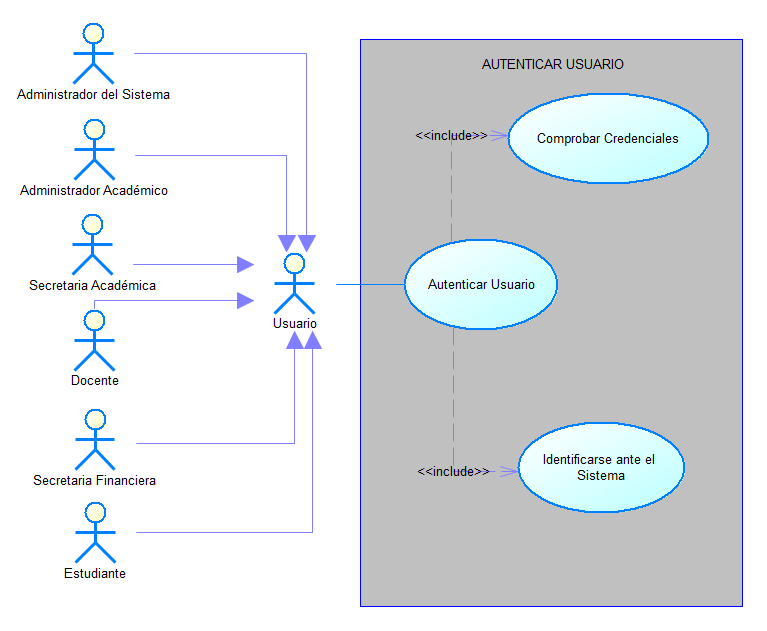 AUTENTICAR USUARIO
Administrador del Sistema
Administrador Académico
Secretaria Académica
Docente
Secretaria Financiera
Estudiante
Usuario
<<include>>
Comprobar Credenciales
Autenticar Usuario
<<include>>
Identificarse ante el
Sistema